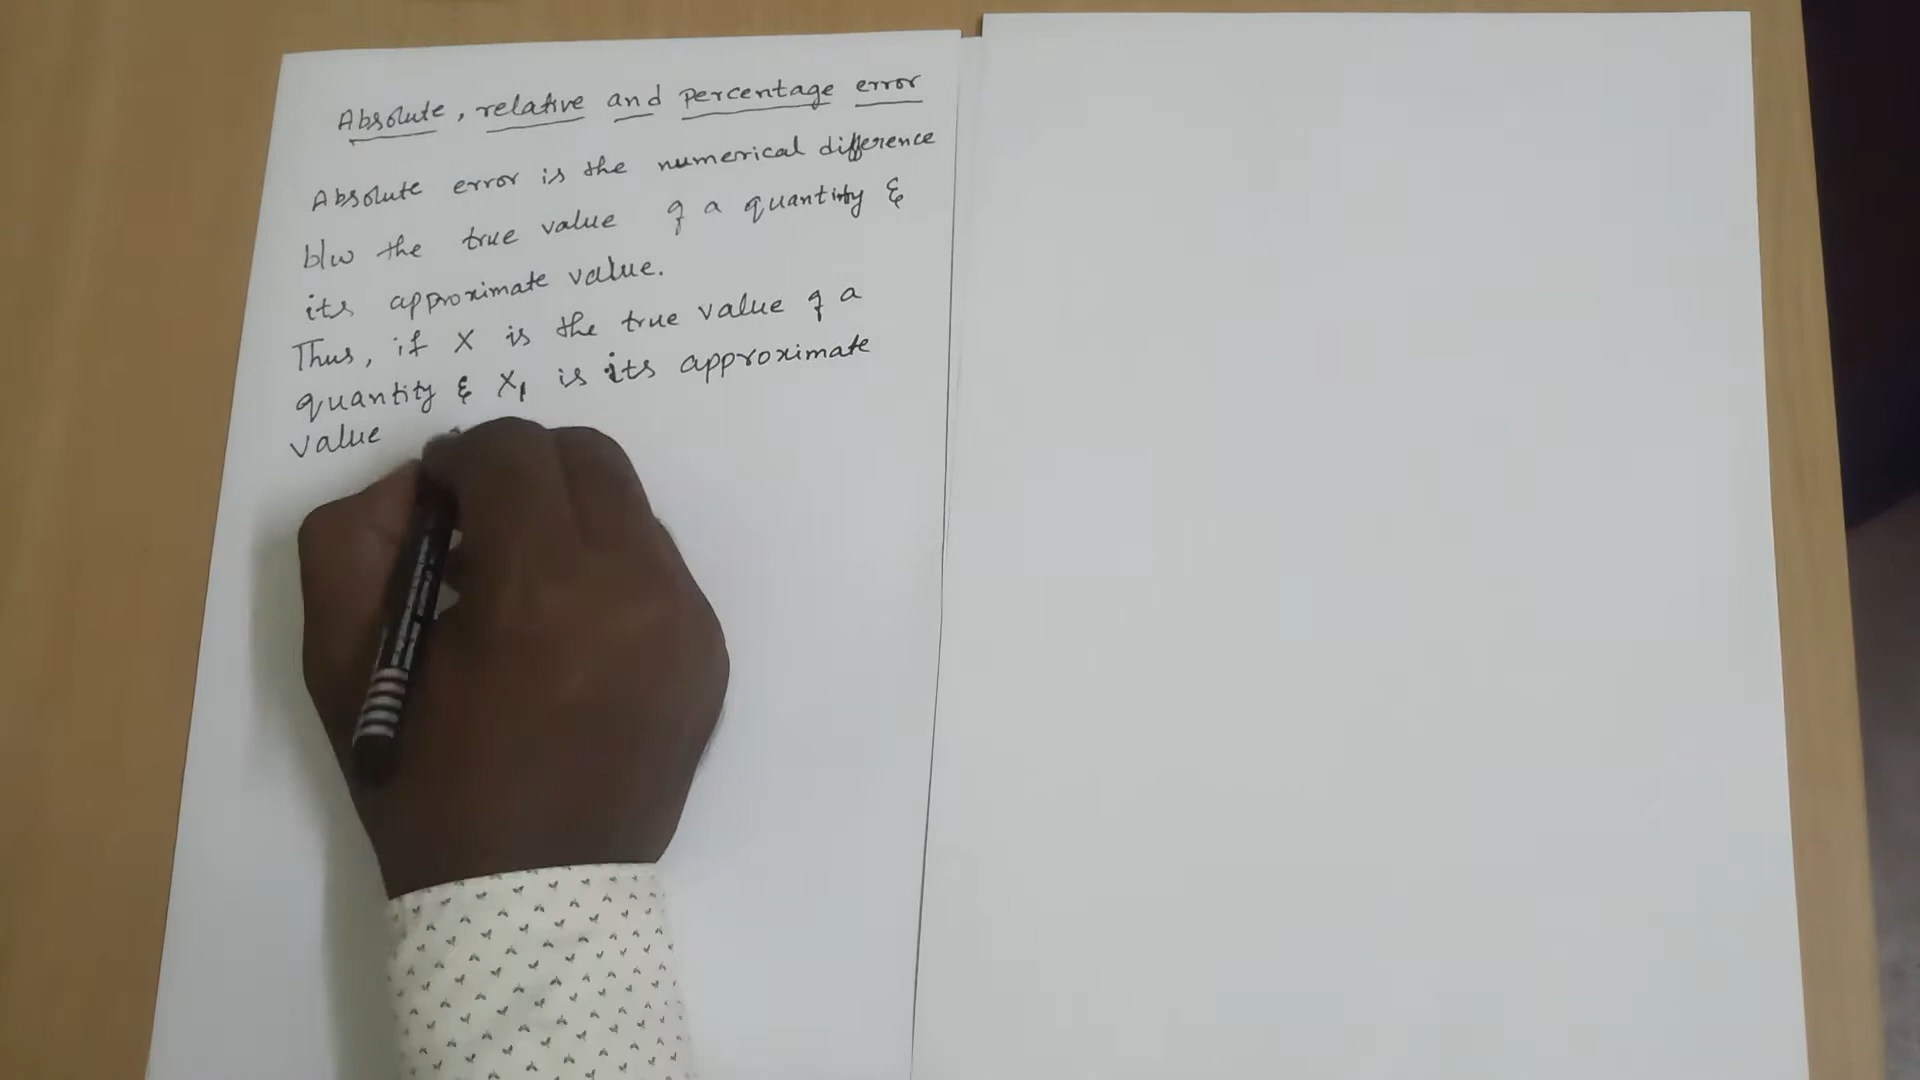 Absolute, relative and percentage error
Absolute error is the numerical difference
b/w the true value of a quantity &
its approximate value.
Thus, if X is the true value of a
quantity & X₁ is its approximate
value